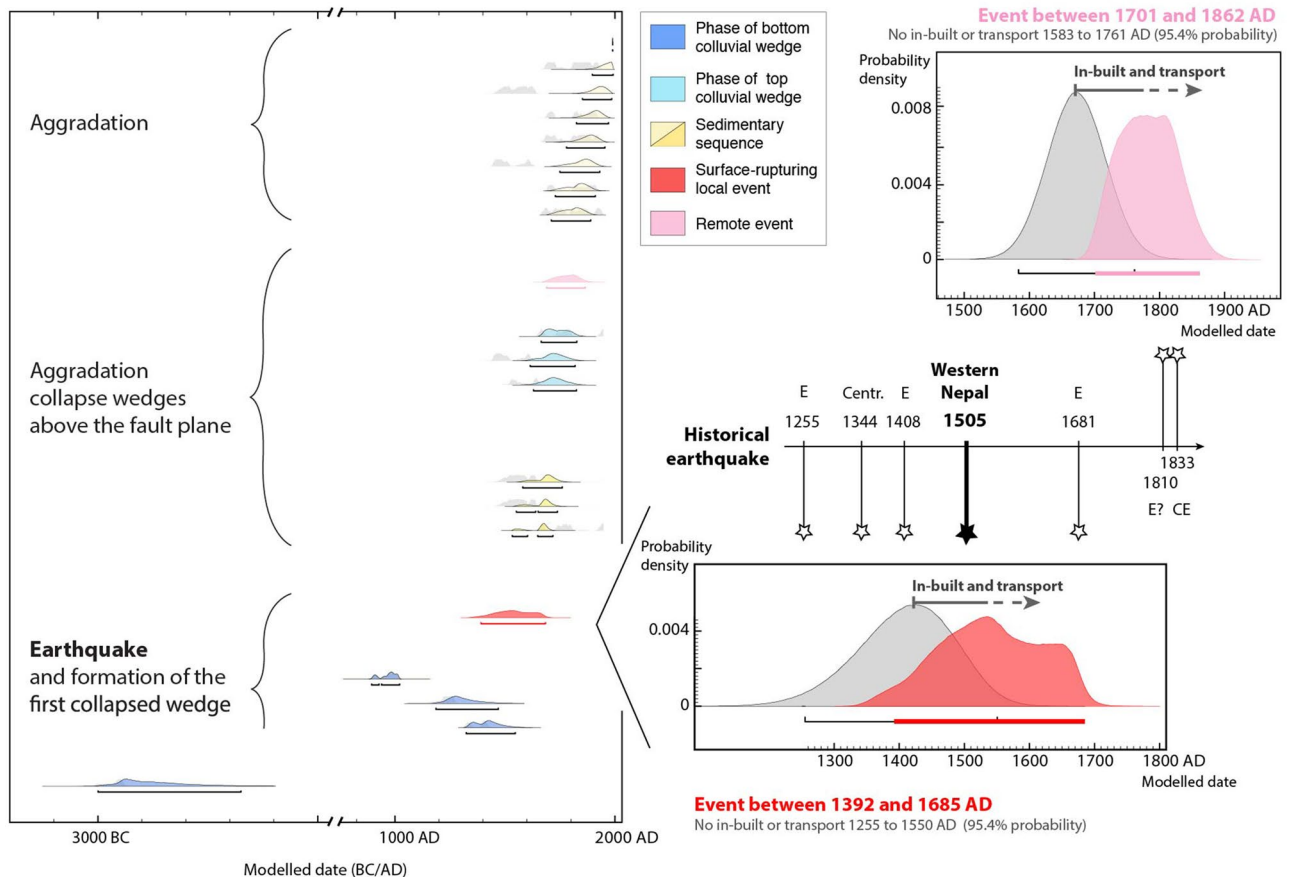 Aggradation
Aggradation
collapse wedges
above the fault plane
Earthquake
and formation of the
first collapsed wedge
3000 BC
1000 AD
2000 AD
Modelled date (BC/AD)
Phase of bottom
colluvial wedge
Phase of top
colluvial wedge
Sedimentary
sequence
Surface-rupturing
local event
Remote event
Event between 1701 and 1862 AD
No in-built or transport 1583 to 1761 AD (95.4% probability)
Probability
density
In-built and transport
0.008
0.004
0
1500
1600
1700
1800
1900 AD
Modelled date
Historical
earthquake
E
1255
Centr.
1344
E
1408
Western
Nepal
1505
E
1681
1833
1810
E?
CE
Probability
density
In-built and transport
0.004
0
1300
1400
1500
1600
1700
1800 AD
Modelled date
Event between 1392 and 1685 AD
No in-built or transport 1255 to 1550 AD (95.4% probability)